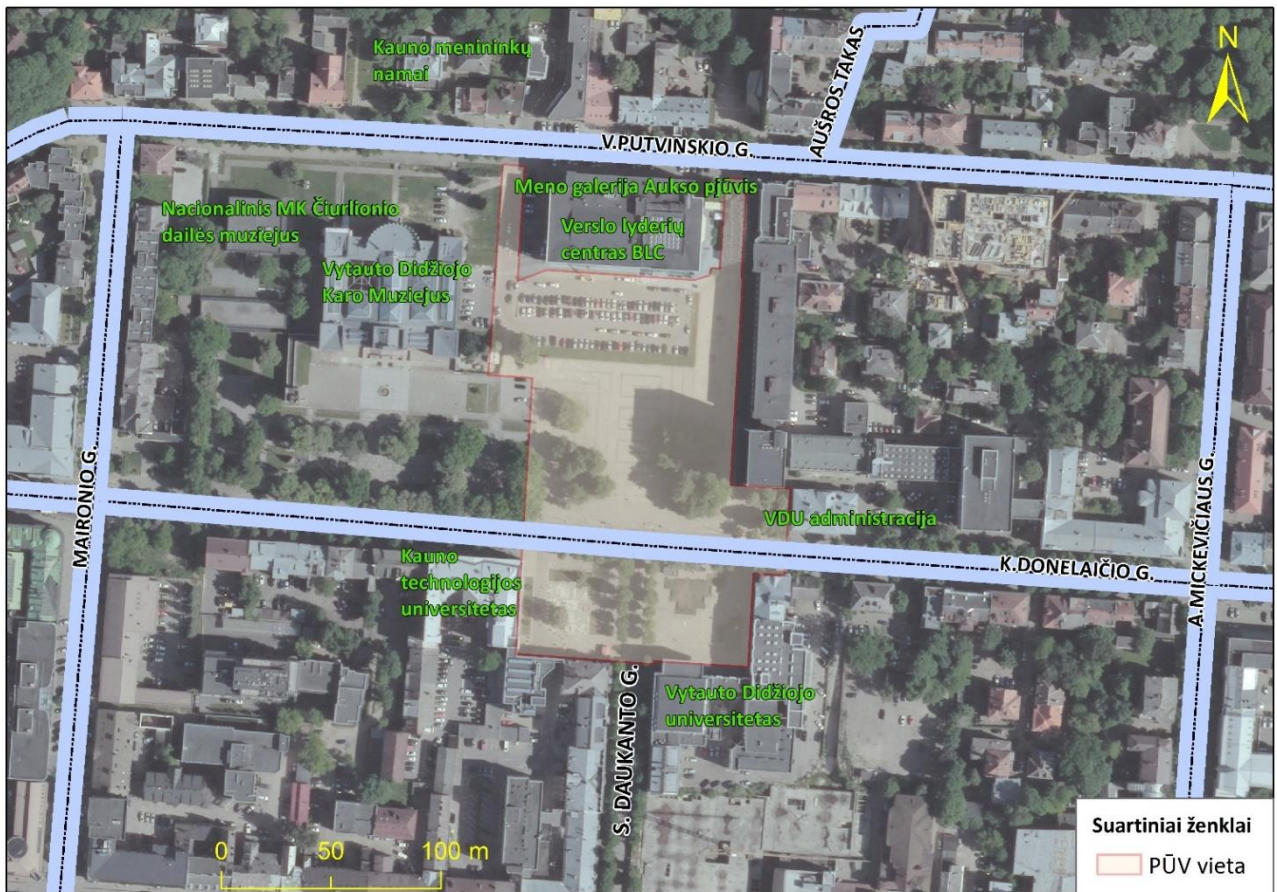 Kauno menininkų
namai
N
AUŠROS TAKAS
V.PUTVINSKIO G.
Meno galerija Aukso pjūvis
Nacionalinis MK Čiurlionio
dailės muziejus
Verslo lyderių
centras BLC
Vytauto Didžiojo
Karo Muziejus
MAIRONIO G.
VDU administracija
A.MICKEVIČIAUS G.
K.DONELAIČIO G.
Kauno
technologijos
universitetas
Vytauto Didžiojo
universitetas
S. DAUKANTO G.
0 50 100 m
Suartiniai ženklai
PŪV vieta